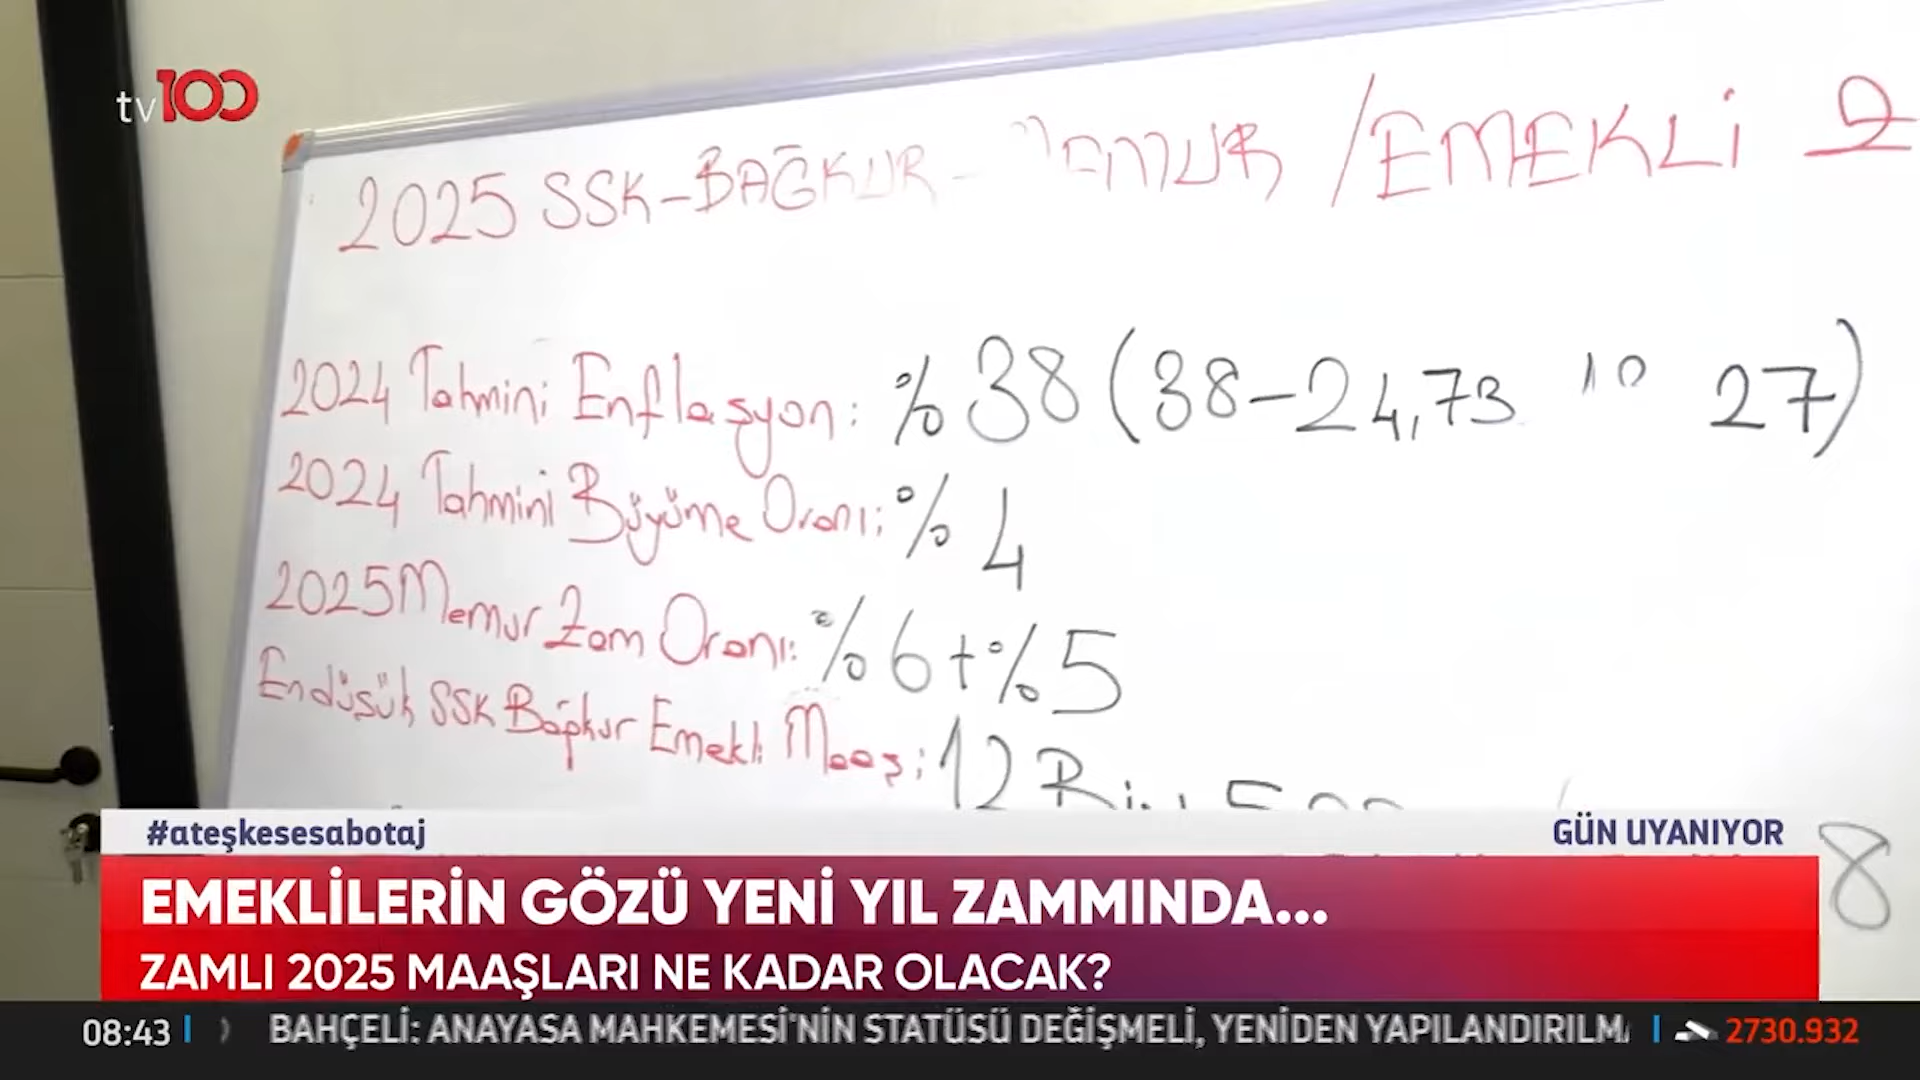 tv100
2025 SSK-BAĞKUR- /EMEKLİ
2024 Tahmini Enflasyon: %38 (38-24,73 27)
2024 Tahmini Büyüme Oranı: %4
2025 Memur Zam Oranı: %6+%5
En düşük SSK Bağkur Emekli Maaş: 12 Bin
8
#ateşkesesabotaj
GÜN UYANIYOR
EMEKLİLERİN GÖZÜ YENİ YIL ZAMMINDA...
ZAMLI 2025 MAAŞLARI NE KADAR OLACAK?
08:43
BAHÇELİ: ANAYASA MAHKEMESİ'NİN STATÜSÜ DEĞİŞMELİ, YENİDEN YAPILANDIRILM
2730.932